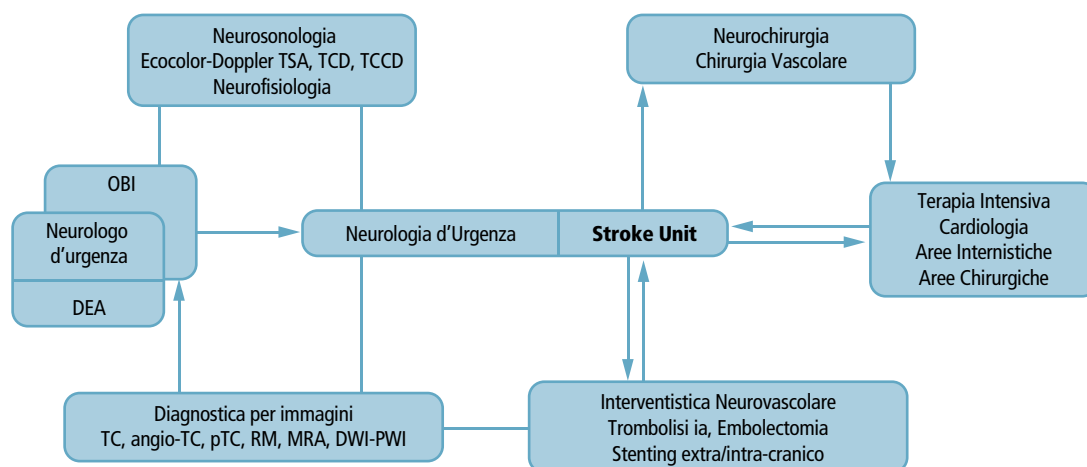 Neurosonologia
Ecocolor-Doppler TSA, TCD, TCCD
Neurofisiologia
Neurochirurgia
Chirurgia Vascolare
OBI
Neurologo
d’urgenza
DEA
Neurologia d’Urgenza
Stroke Unit
Terapia Intensiva
Cardiologia
Aree Internistiche
Aree Chirurgiche
Diagnostica per immagini
TC, angio-TC, pTC, RM, MRA, DWI-PWI
Interventistica Neurovascolare
Trombolisi ia, Embolectomia
Stenting extra/intra-cranico